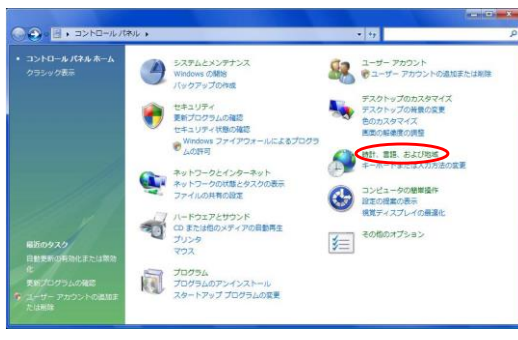 コントロール パネル
コントロール パネル ホーム
クラシック表示
システムとメンテナンス
Windows の開始
バックアップの作成
セキュリティ
更新プログラムの確認
セキュリティ状態の確認
Windows ファイアウォールによるプログラ
ムの許可
ネットワークとインターネット
ネットワークの状態とタスクの表示
ファイルの共有の設定
ハードウェアとサウンド
CD または他のメディアの自動再生
プリンタ
マウス
プログラム
プログラムのアンインストール
スタートアップ プログラムの変更
ユーザー アカウント
ユーザー アカウントの追加または削除
デスクトップのカスタマイズ
デスクトップの背景の変更
色のカスタマイズ
画面の解像度の調整
時計、言語、および地域
キーボードまたは入力方法の変更
コンピュータの簡単操作
設定の提案の表示
視覚ディスプレイの最適化
その他のオプション
最近のタスク
自動更新の有効化または無効
化
更新プログラムの確認
ユーザー アカウントの追加ま
たは削除